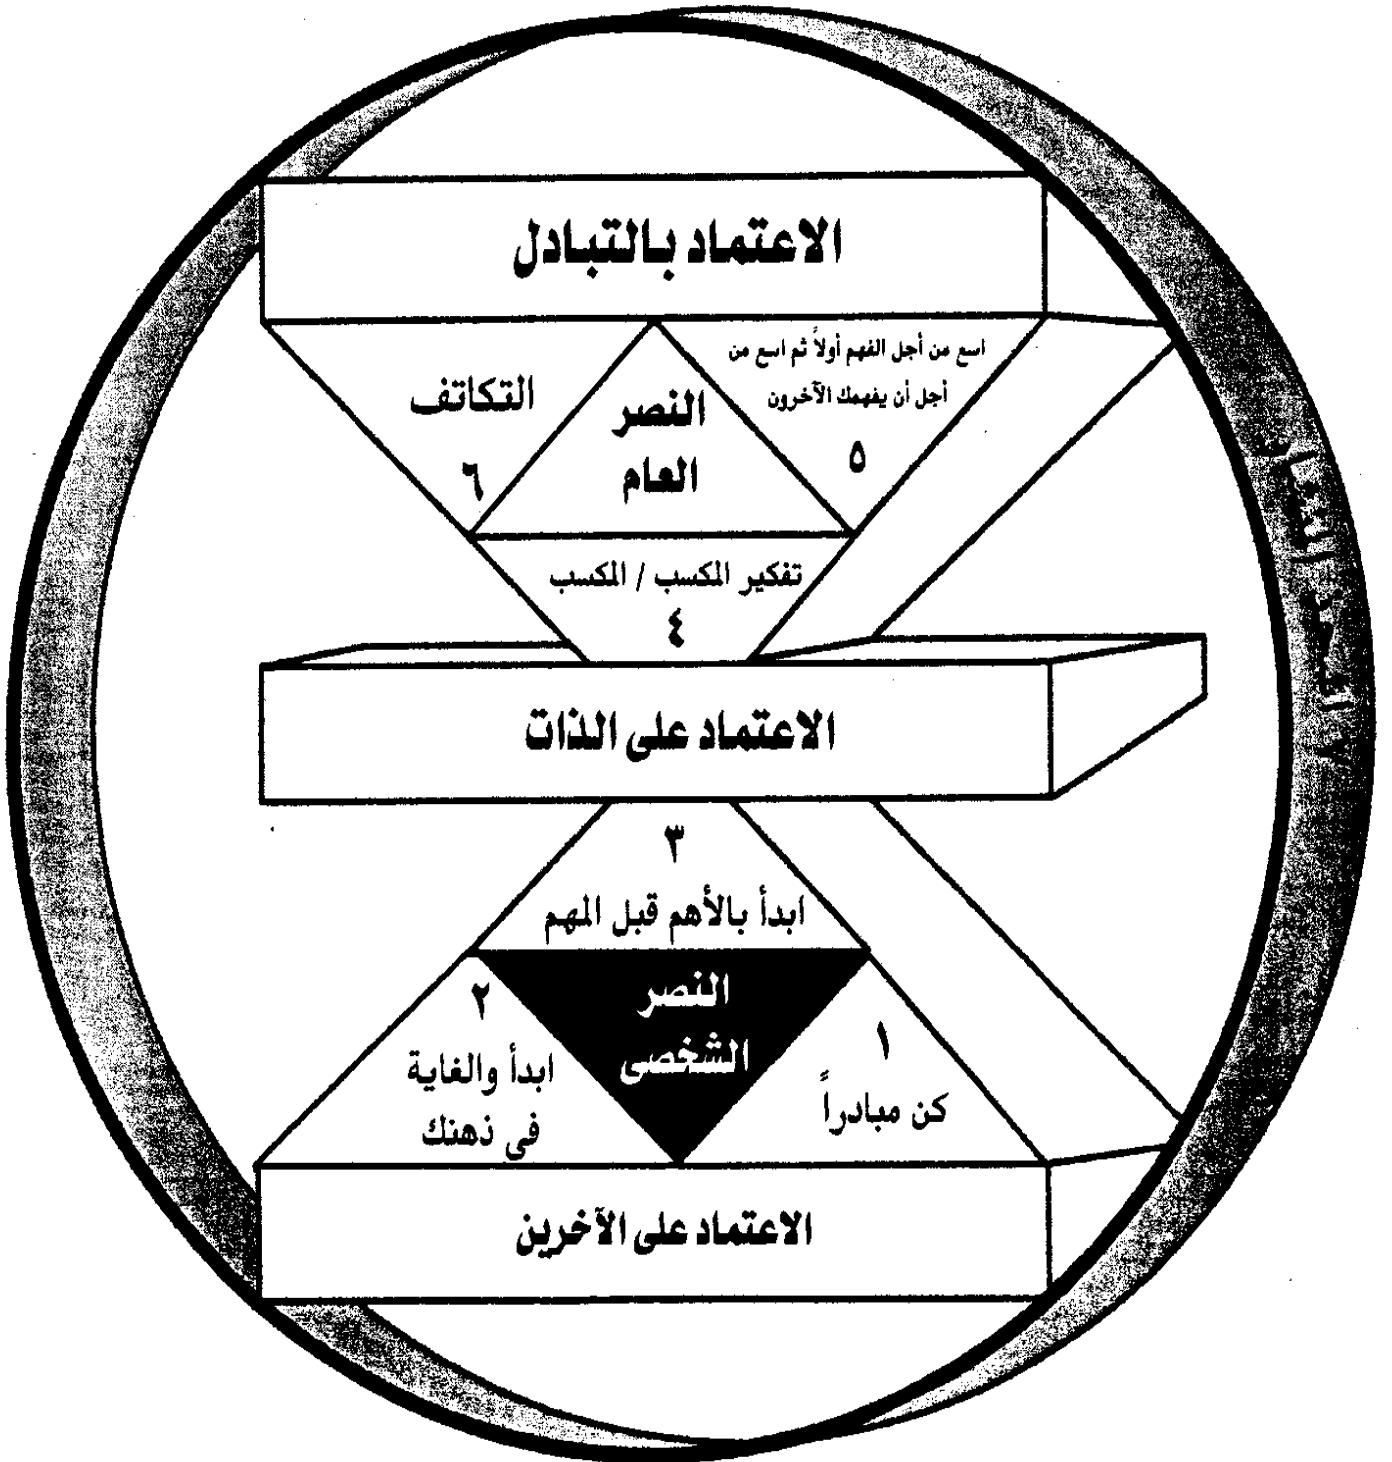 الاعتماد بالتبادل
اسع من أجل الفهم أولاً ثم اسع من
أجل أن يفهمك الآخرون
٥
النصر
العام
التكاتف
٦
تفكير المكسب / المكسب
٤
الاعتماد على الذات
٣
ابدأ بالأهم قبل المهم
النصر
الشخصى
١
كن مبادراً
٢
ابدأ والغاية
فى ذهنك
الاعتماد على الآخرين
٧